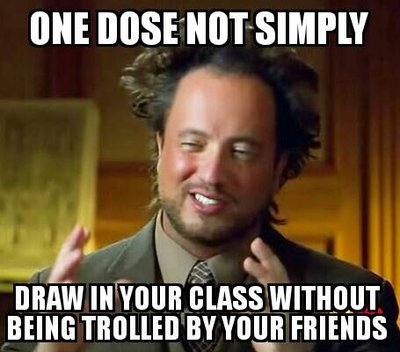 ONE DOSE NOT SIMPLY
DRAW IN YOUR CLASS WITHOUT
BEING TROLLED BY YOUR FRIENDS